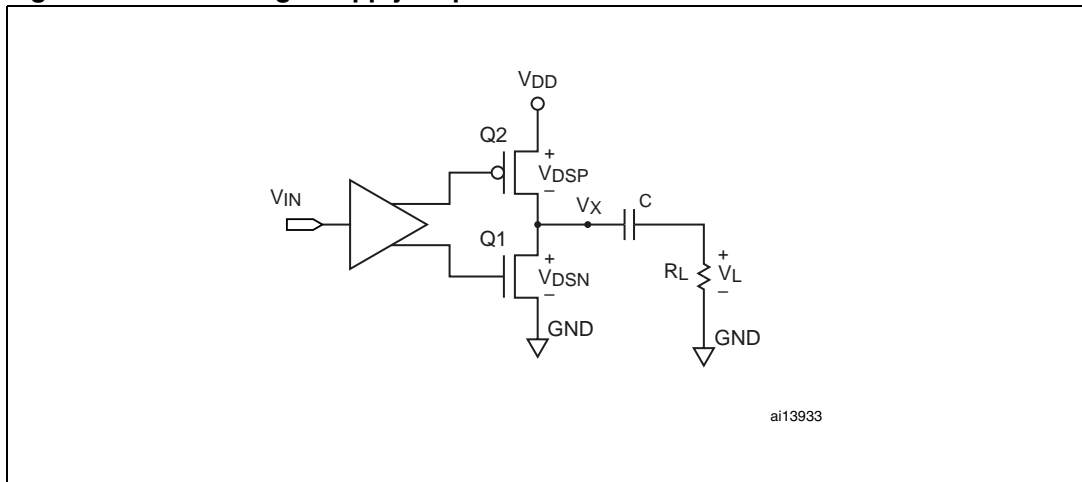 VDD
Q2
+
VDSP
–
VIN
VX
C
Q1
+
VDSN
–
RL
+
VL
–
GND
GND
ai13933